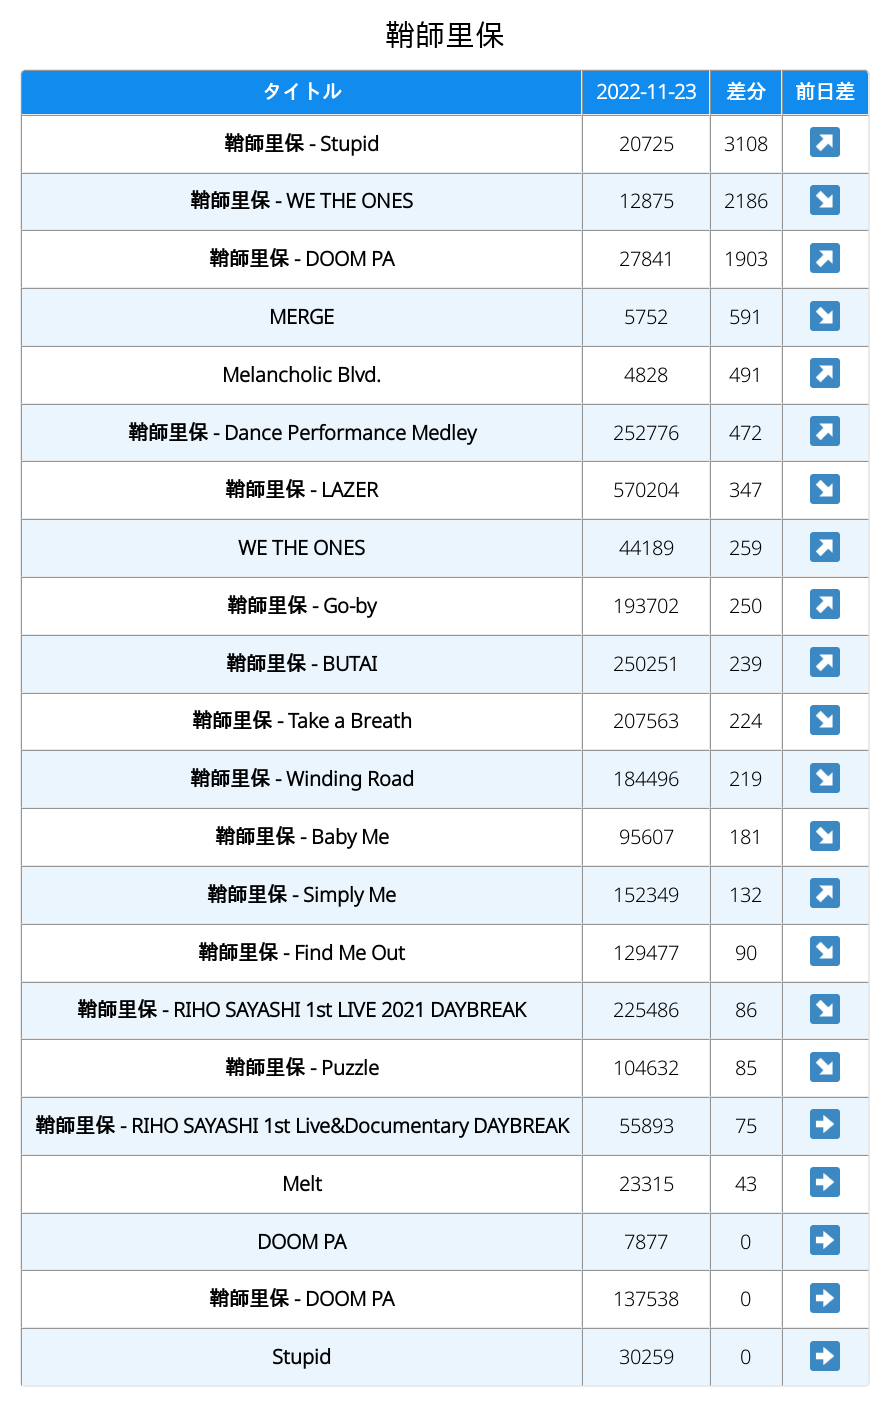 鞘師里保
タイトル 2022-11-23 差分 前日差
鞘師里保 - Stupid 20725 3108 ↗
鞘師里保 - WE THE ONES 12875 2186 ↘
鞘師里保 - DOOM PA 27841 1903 ↗
MERGE 5752 591 ↘
Melancholic Blvd. 4828 491 ↗
鞘師里保 - Dance Performance Medley 252776 472 ↗
鞘師里保 - LAZER 570204 347 ↘
WE THE ONES 44189 259 ↗
鞘師里保 - Go-by 193702 250 ↗
鞘師里保 - BUTAI 250251 239 ↗
鞘師里保 - Take a Breath 207563 224 ↘
鞘師里保 - Winding Road 184496 219 ↘
鞘師里保 - Baby Me 95607 181 ↘
鞘師里保 - Simply Me 152349 132 ↗
鞘師里保 - Find Me Out 129477 90 ↘
鞘師里保 - RIHO SAYASHI 1st LIVE 2021 DAYBREAK 225486 86 ↘
鞘師里保 - Puzzle 104632 85 ↘
鞘師里保 - RIHO SAYASHI 1st Live&Documentary DAYBREAK 55893 75 →
Melt 23315 43 →
DOOM PA 7877 0 →
鞘師里保 - DOOM PA 137538 0 →
Stupid 30259 0 →